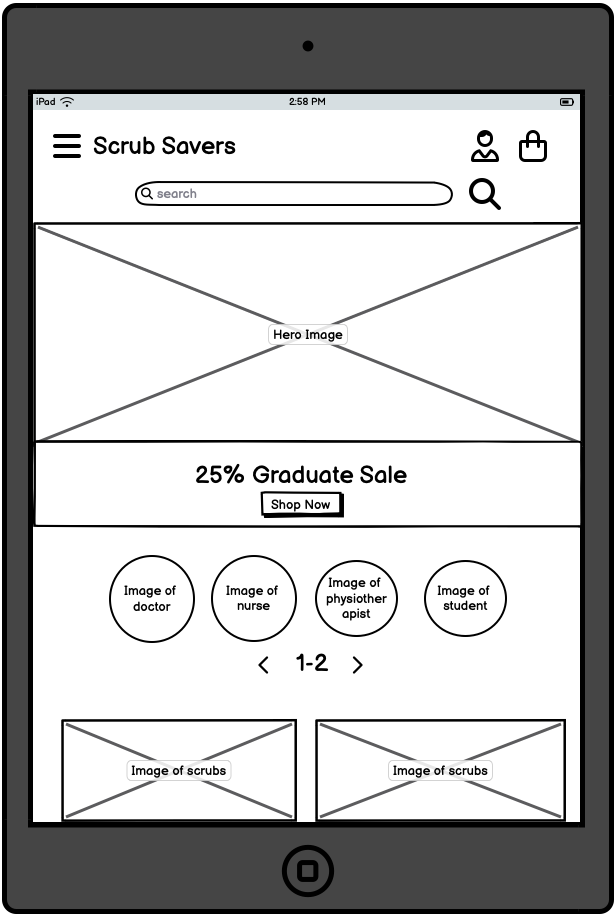 iPad
2:58 PM
Scrub Savers
search
Hero Image
25% Graduate Sale
Shop Now
Image of
doctor
Image of
nurse
Image of
physiother
apist
Image of
student
1-2
Image of scrubs
Image of scrubs